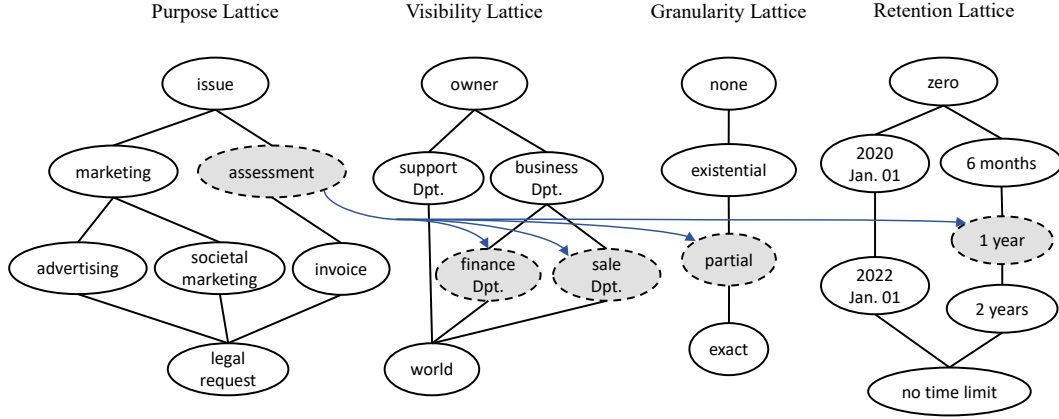 Purpose Lattice
Visibility Lattice
Granularity Lattice
Retention Lattice
issue
marketing
assessment
advertising
societal
marketing
invoice
legal
request
owner
support
Dpt.
business
Dpt.
finance
Dpt.
sale
Dpt.
world
none
existential
partial
exact
zero
2020
Jan. 01
6 months
1 year
2022
Jan. 01
2 years
no time limit